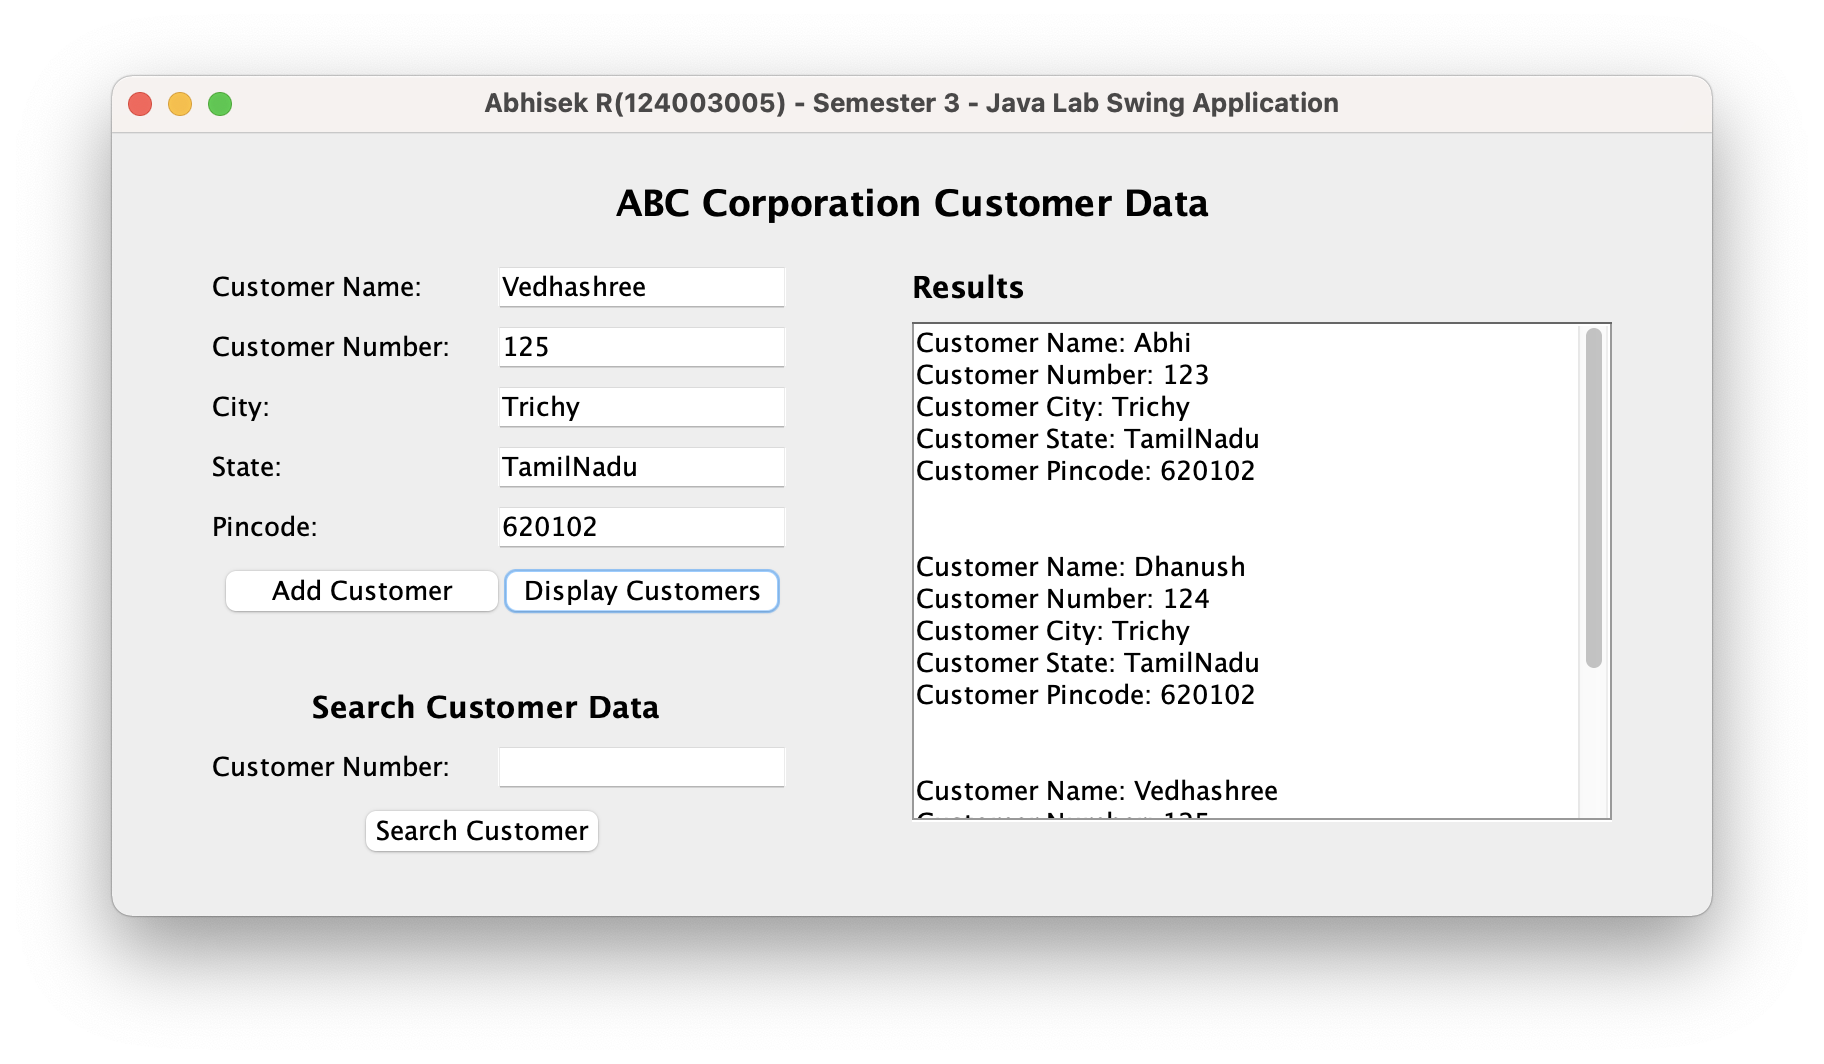 Abhisek R(124003005) - Semester 3 - Java Lab Swing Application
ABC Corporation Customer Data
Customer Name: Vedhashree
Customer Number: 125
City: Trichy
State: TamilNadu
Pincode: 620102
Add Customer Display Customers
Search Customer Data
Customer Number:
Search Customer
Results
Customer Name: Abhi
Customer Number: 123
Customer City: Trichy
Customer State: TamilNadu
Customer Pincode: 620102
Customer Name: Dhanush
Customer Number: 124
Customer City: Trichy
Customer State: TamilNadu
Customer Pincode: 620102
Customer Name: Vedhashree
Customer Number: 125